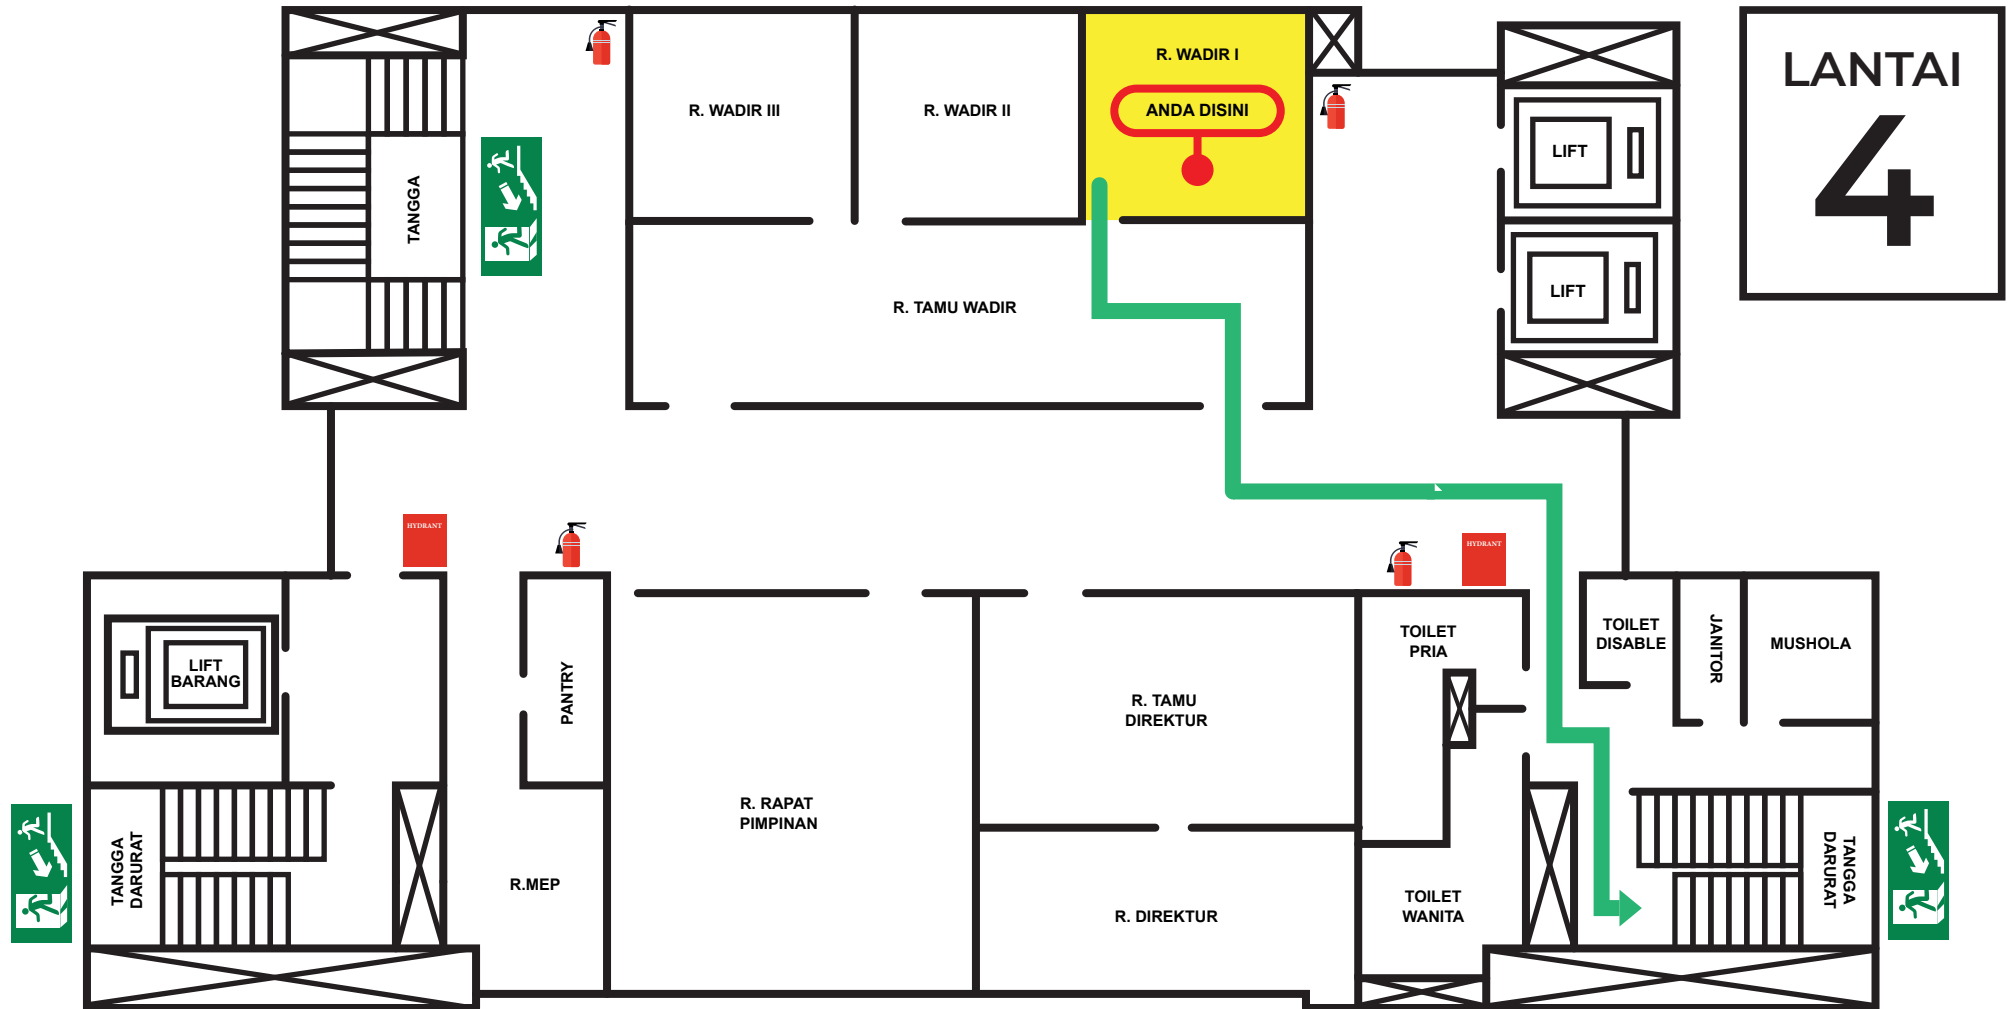 LANTAI
4
R. WADIR I
ANDA DISINI
R. WADIR III
R. WADIR II
LIFT
TANGGA
LIFT
R. TAMU WADIR
HYDRANT
HYDRANT
TOILET
PRIA
TOILET
DISABLE
JANITOR
MUSHOLA
LIFT
BARANG
PANTRY
R. TAMU
DIREKTUR
R. RAPAT
PIMPINAN
TANGGA
DARURAT
R.MEP
R. DIREKTUR
TOILET
WANITA
TANGGA
DARURAT